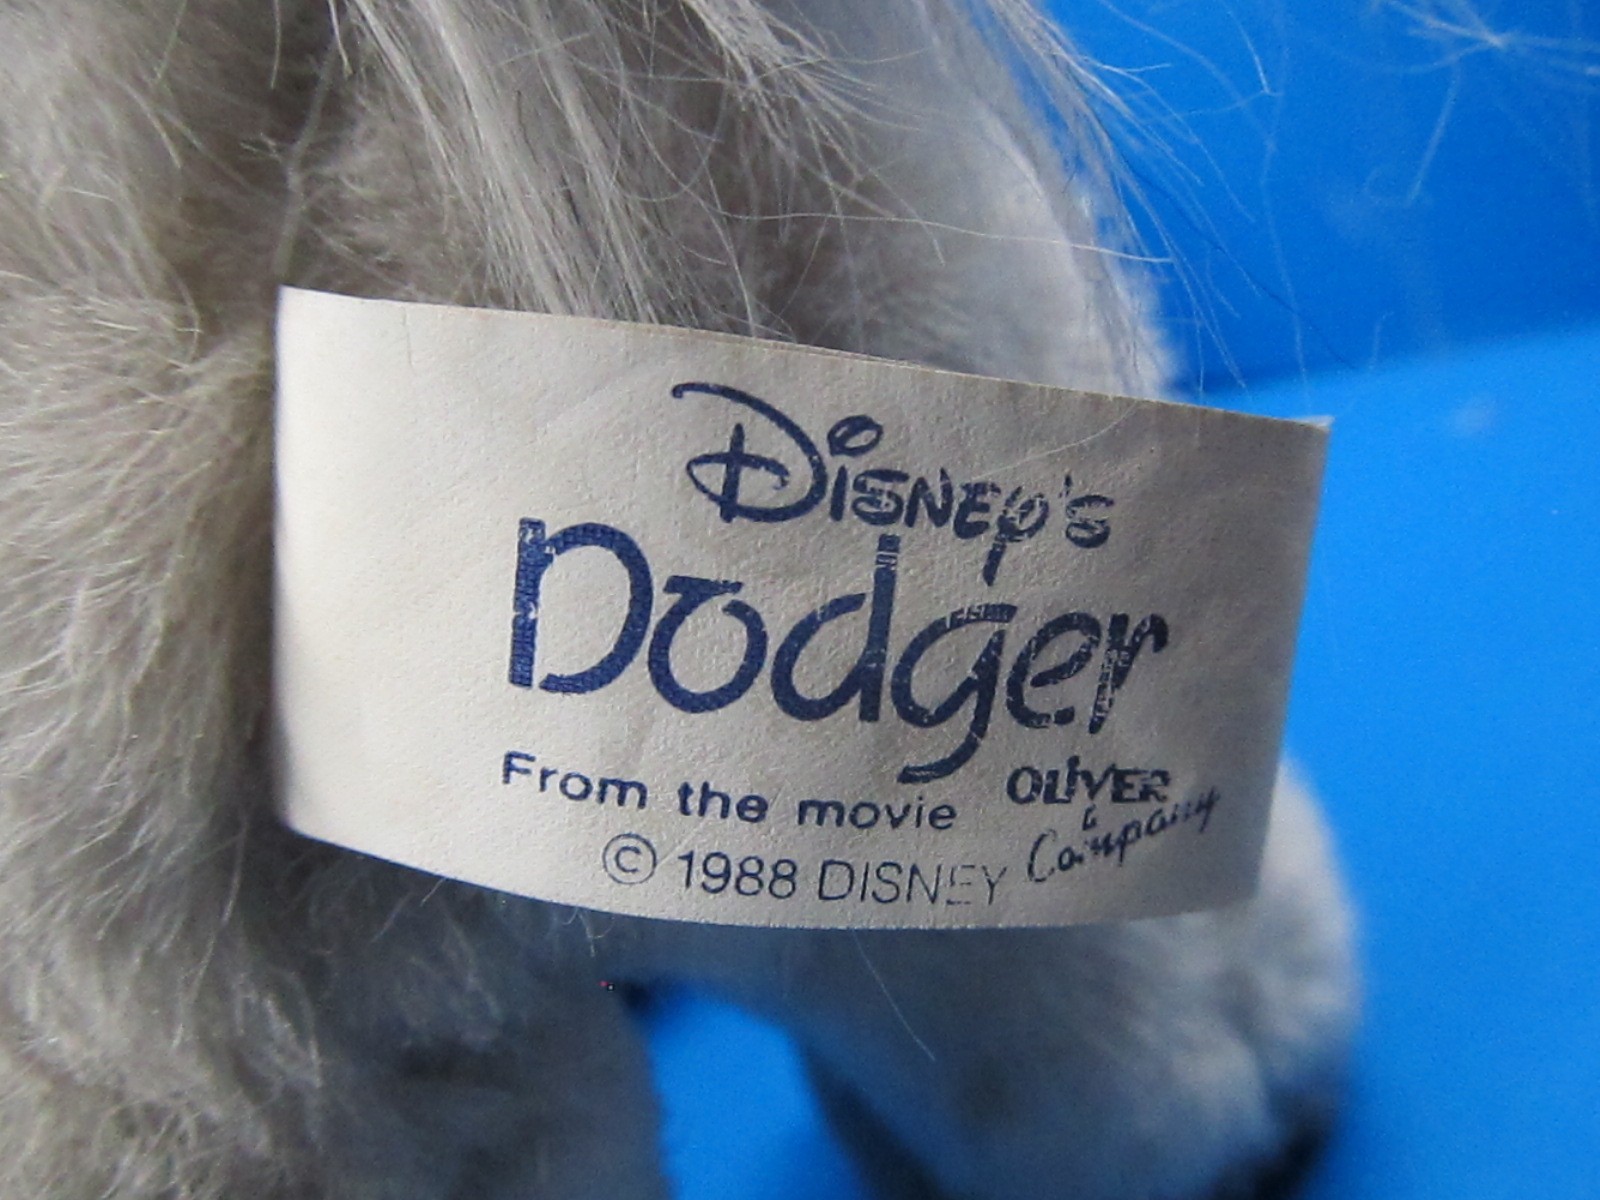 Disney's
Dodger
From the movie OLIVER & Company
© 1988 DISNEY